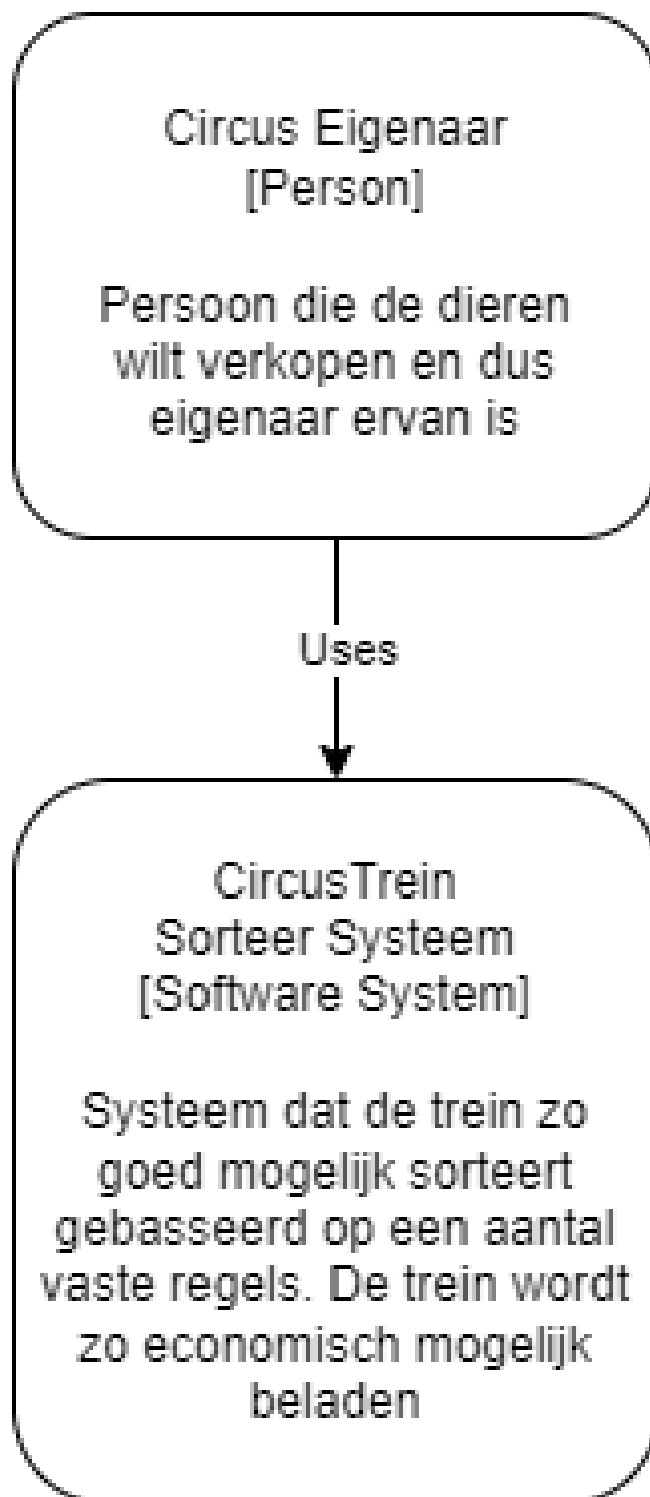 Circus Eigenaar
[Person]
Persoon die de dieren
wilt verkopen en dus
eigenaar ervan is
Uses
CircusTrein
Sorteer Systeem
[Software System]
Systeem dat de trein zo
goed mogelijk sorteert
gebasseerd op een aantal
vaste regels. De trein wordt
zo economisch mogelijk
beladen